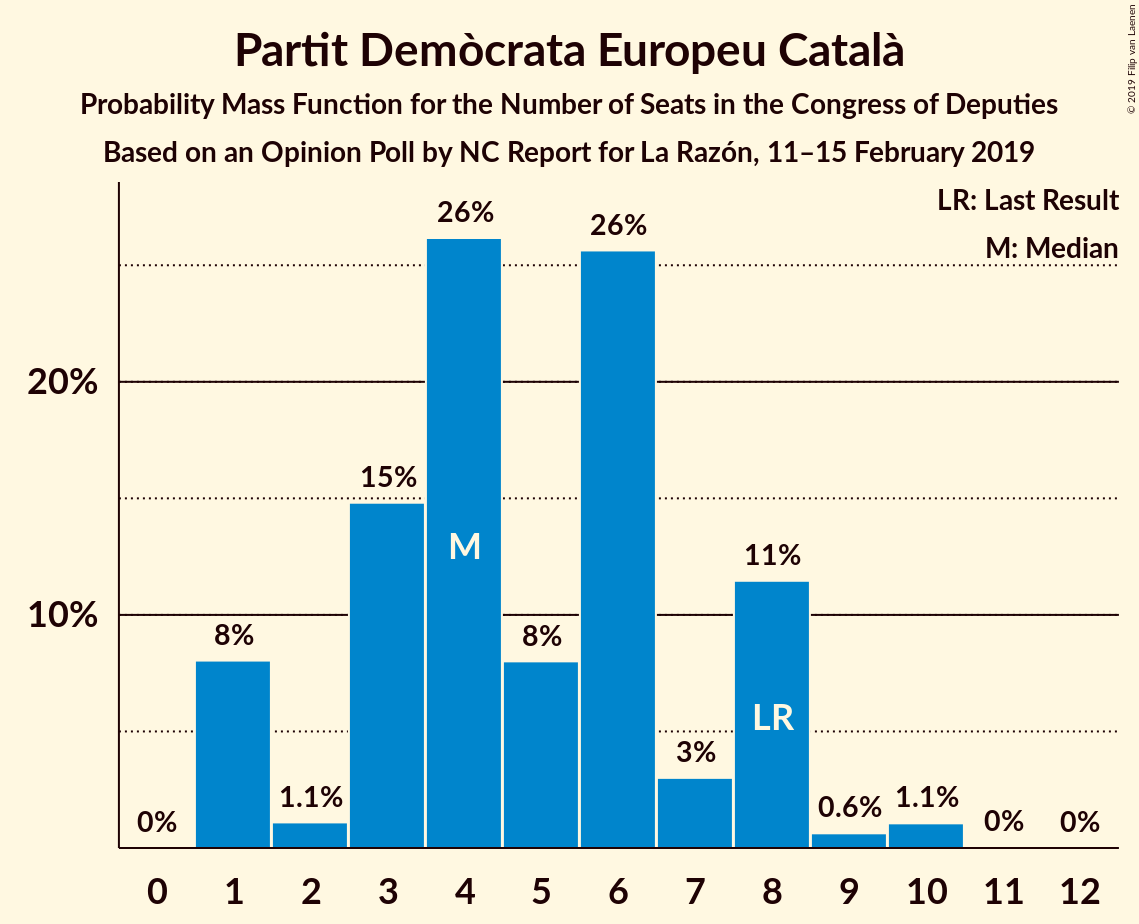 Partit Demòcrata Europeu Català
Probability Mass Function for the Number of Seats in the Congress of Deputies
Based on an Opinion Poll by NC Report for La Razón, 11–15 February 2019
© 2019 Filip van Laenen
LR: Last Result
M: Median
26%
26%
20%
15%
M
11%
10%
8%
8%
LR
3%
0%
1.1%
0.6%
1.1%
0%
0%
0 1 2 3 4 5 6 7 8 9 10 11 12